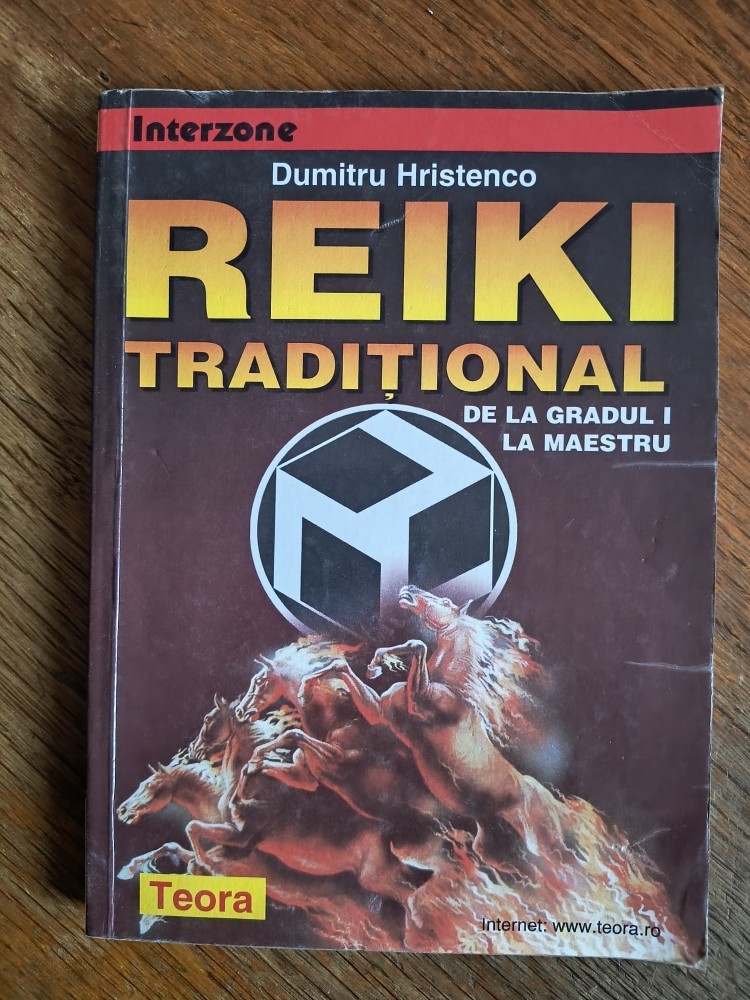 Interzone
Dumitru Hristenco
REIKI
TRADIȚIONAL
DE LA GRADUL I
LA MAESTRU
Teora
Internet: www.teora.ro